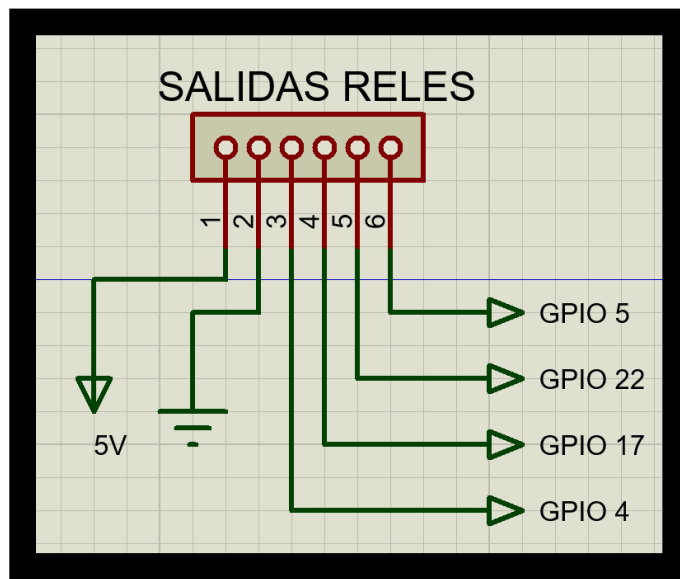 SALIDAS RELES
1 2 3 4 5 6
GPIO 5
GPIO 22
5V
GPIO 17
GPIO 4